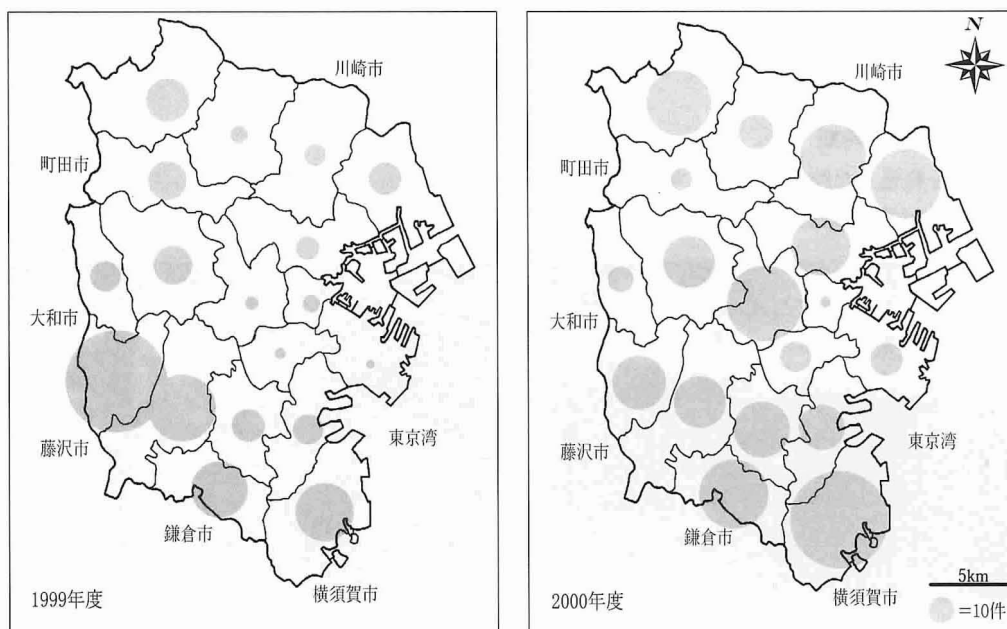 川崎市
町田市
大和市
藤沢市
東京湾
鎌倉市
横須賀市
1999年度
N
川崎市
町田市
大和市
藤沢市
東京湾
鎌倉市
横須賀市
2000年度
5km
=10件